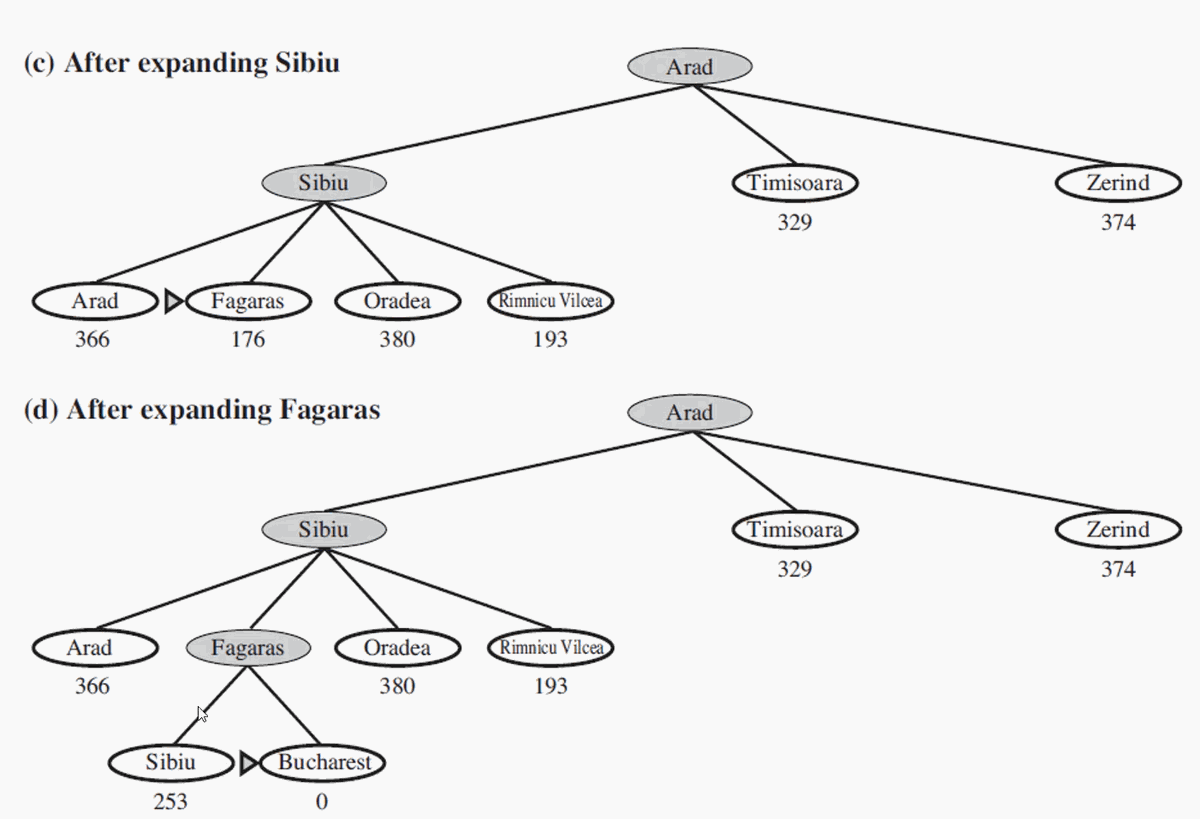 (c) After expanding Sibiu
Arad
Sibiu
Timisoara
Zerind
329
374
Arad
Fagaras
Oradea
Rimnicu Vilcea
366
176
380
193
(d) After expanding Fagaras
Arad
Sibiu
Timisoara
Zerind
329
374
Arad
Fagaras
Oradea
Rimnicu Vilcea
366
380
193
Sibiu
Bucharest
253
0